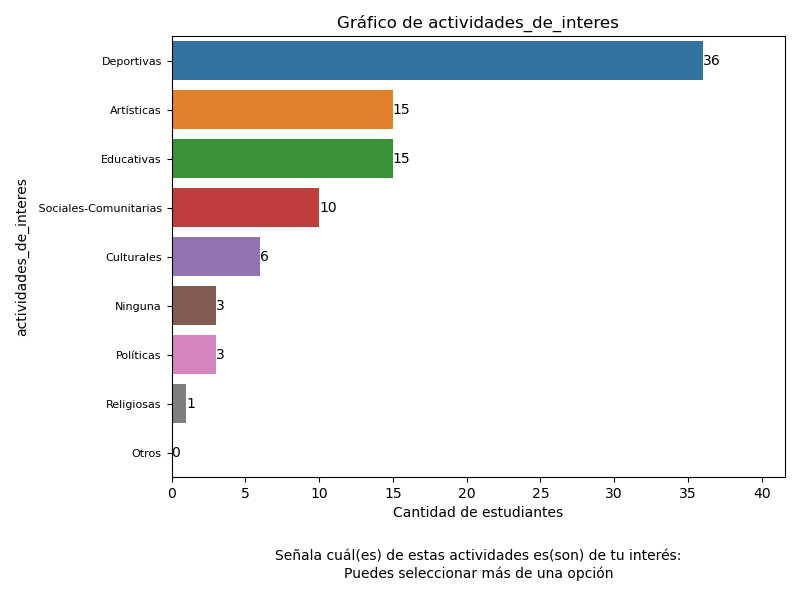 Gráfico de actividades_de_interes
Deportivas 36
Artísticas 15
Educativas 15
Sociales-Comunitarias 10
Culturales 6
Ninguna 3
Políticas 3
Religiosas 1
Otros 0
actividades_de_interes
0 5 10 15 20 25 30 35 40
Cantidad de estudiantes
Señala cuál(es) de estas actividades es(son) de tu interés:
Puedes seleccionar más de una opción